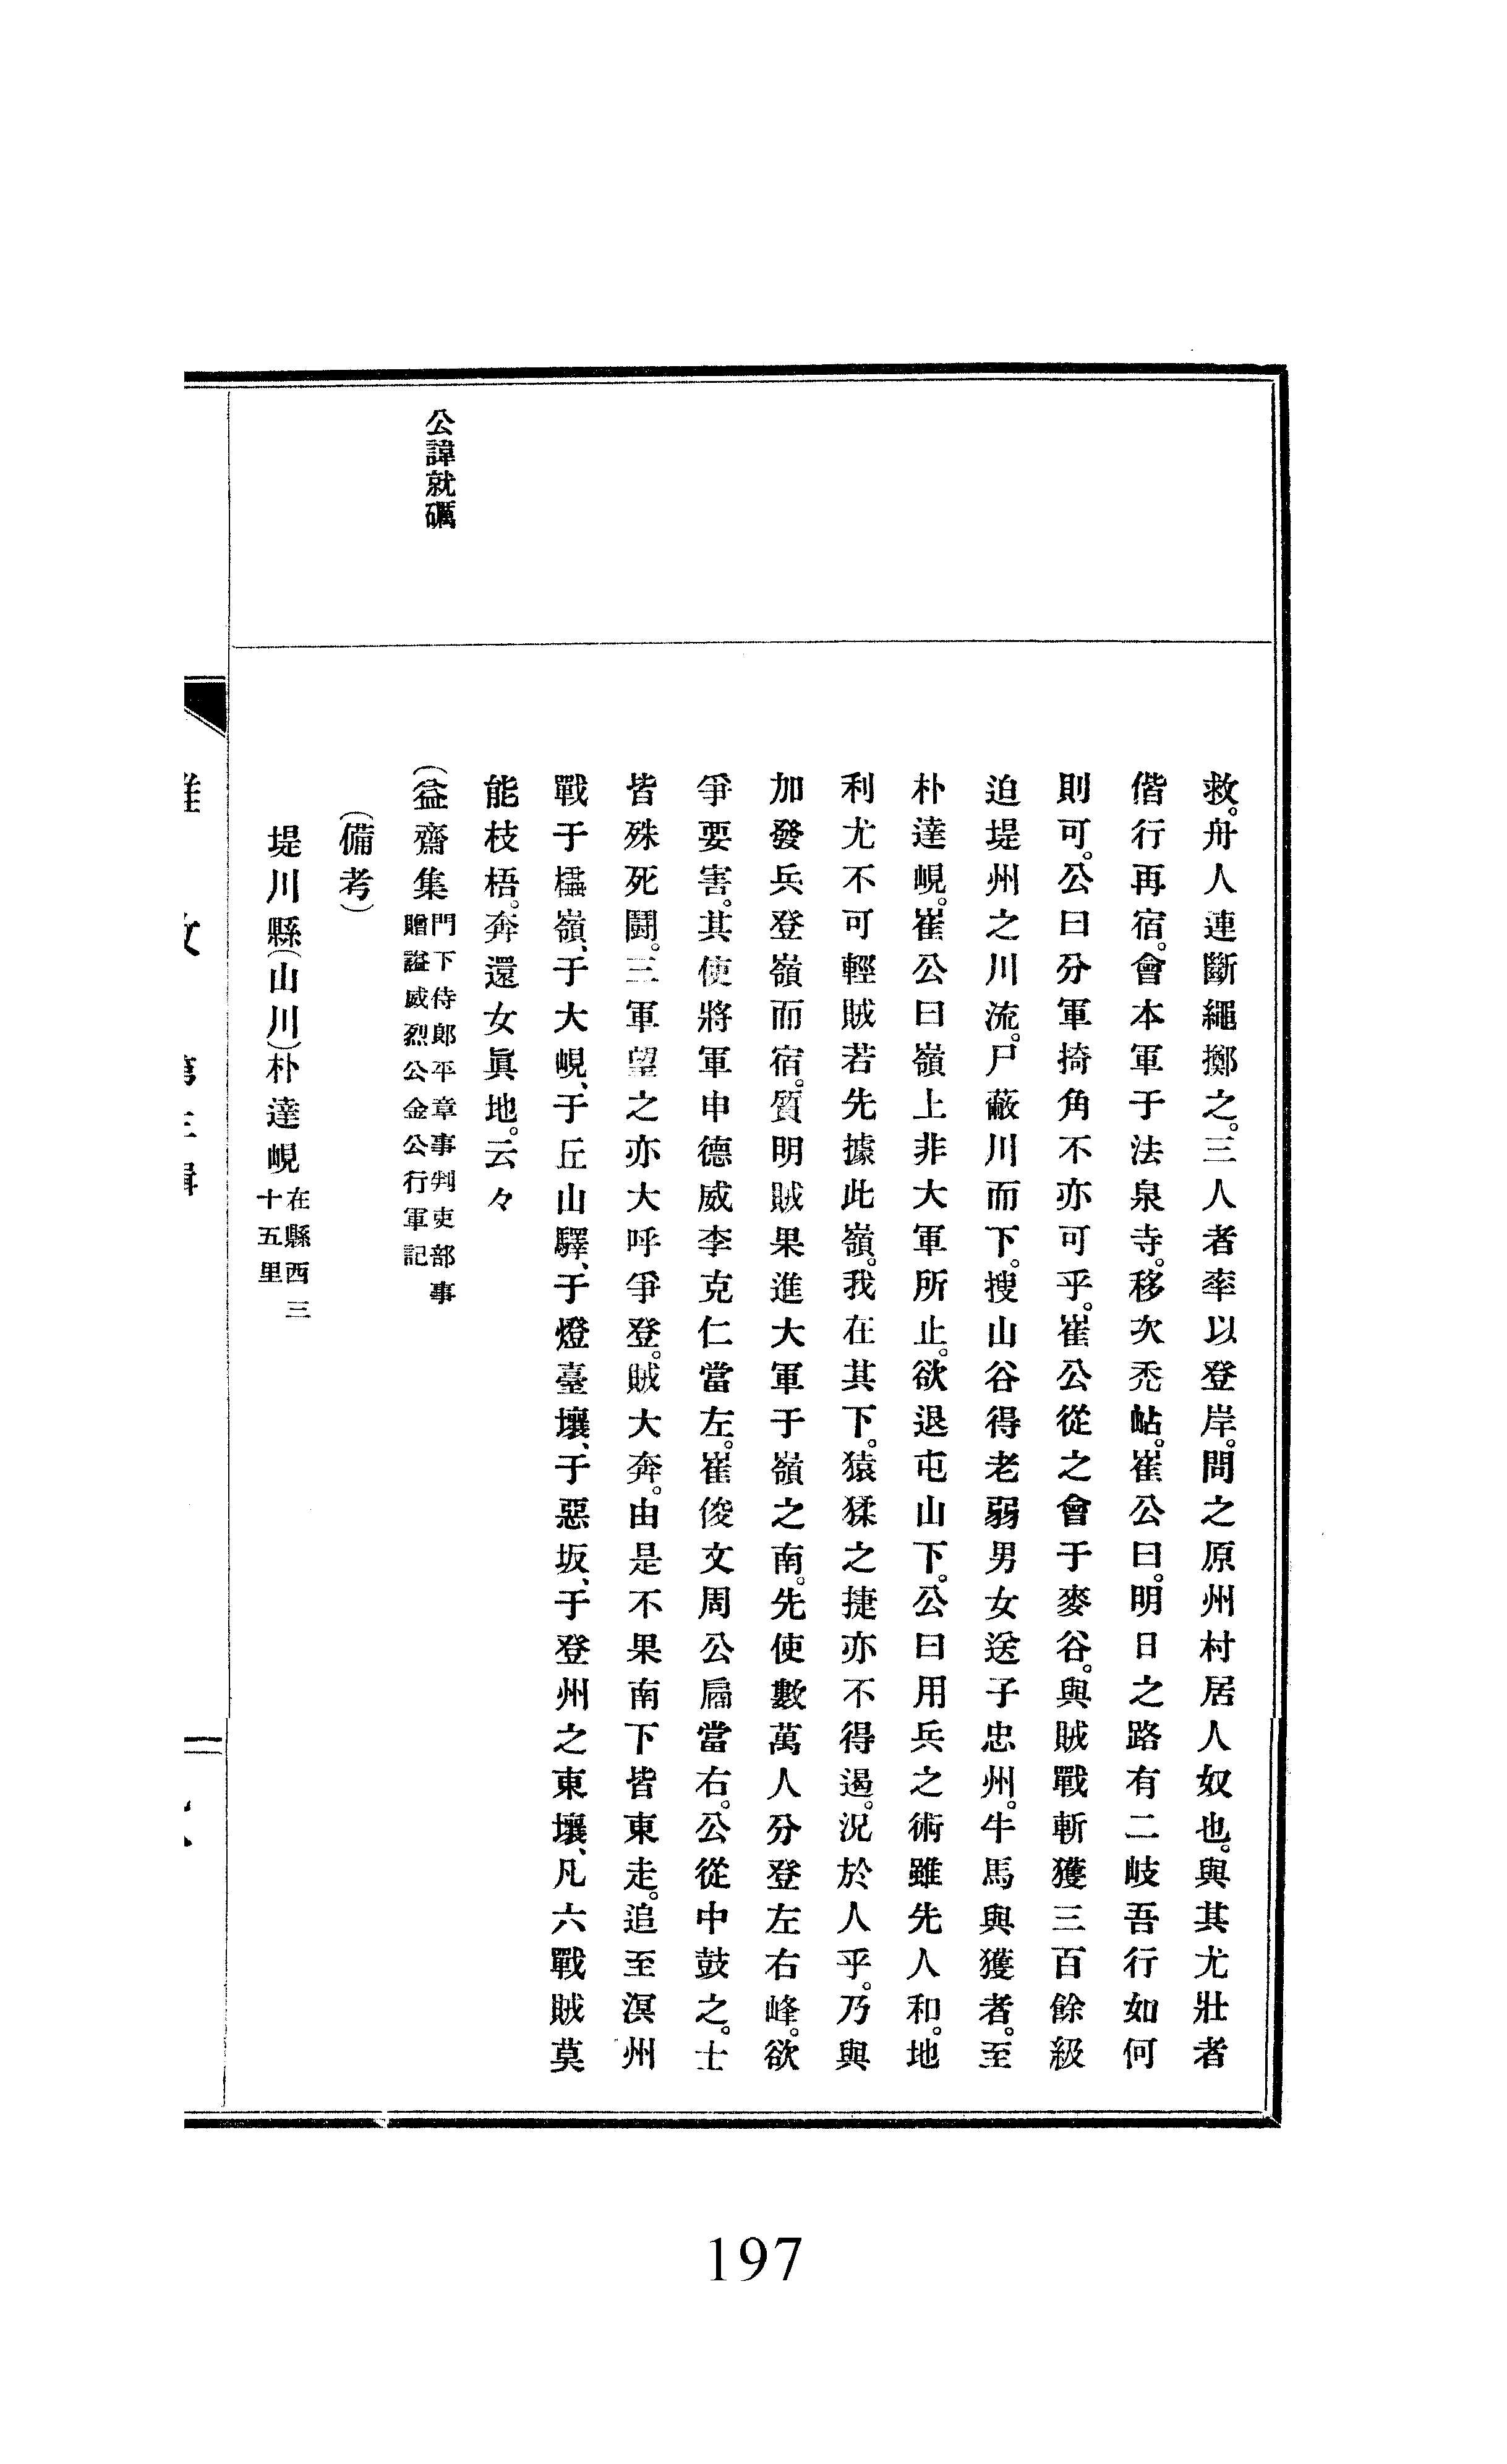 公諱就礪
救。舟人連斷繩擲之。三人者率以登岸。問之原州村居人奴也。與其尤壯者
偕行再宿。會本軍于法泉寺。移次禿岾。崔公曰。明日之路有二岐吾行如何
則可。公曰分軍掎角不亦可乎。崔公從之會于麥谷。與賊戰斬獲三百餘級
迫堤州之川流。尸蔽川而下。搜山谷得老弱男女送子忠州。牛馬與獲者。至
朴達峴。崔公曰嶺上非大軍所止。欲退屯山下。公曰用兵之術雖先人和。地
利尤不可輕賊若先據此嶺。我在其下。猿猱之捷亦不得過。況於人乎。乃與
加發兵登嶺而宿。質明賊果進大軍于嶺之南。先使數萬人分登左右峰。欲
爭要害。其使將軍申德威李克仁當左。崔俊文周公扁當右。公從中鼓之。士
皆殊死鬪。三軍望之亦大呼爭登。賊大奔。由是不果南下皆東走。追至溟州
戰于欚嶺、于大峴、于丘山驛、于燈臺壤、于惡坂、于登州之東壤、凡六戰賊莫
能枝梧。奔還女眞地。云々
(益齋集 門下侍郎平章事判吏部事
贈諡威烈公金公行軍記
(備考)
堤川縣(山川)朴達峴 在縣西三
十五里
197